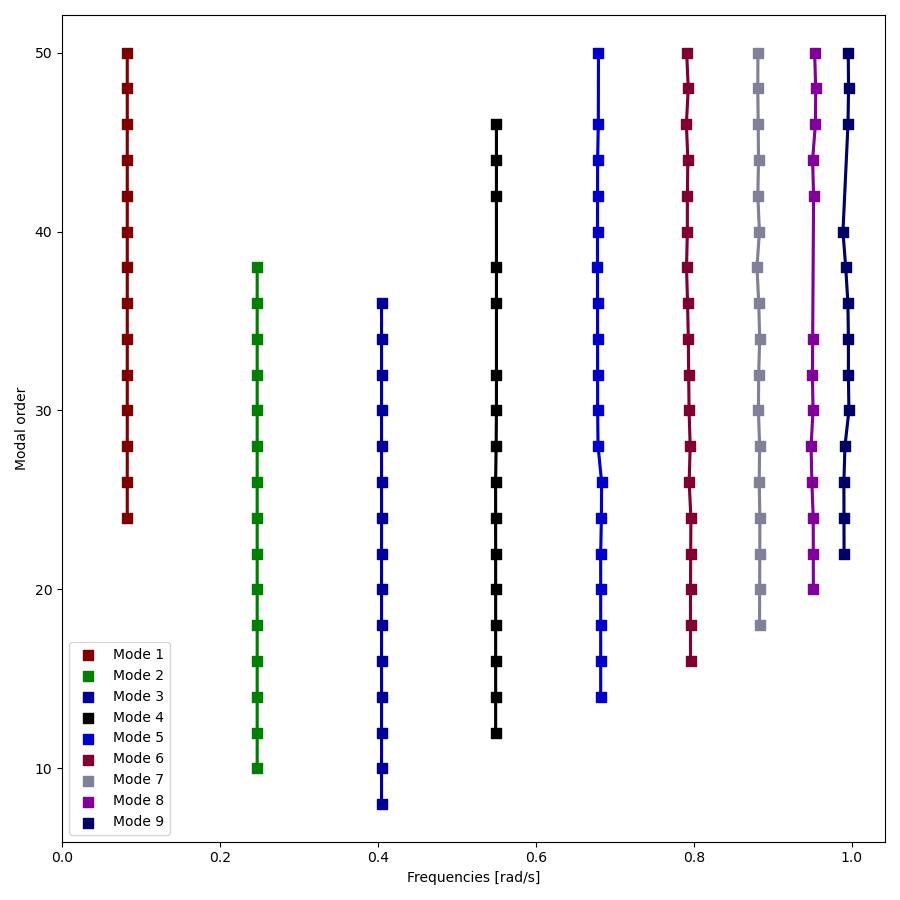 50
40
30
20
10
Modal order
Mode 1
Mode 2
Mode 3
Mode 4
Mode 5
Mode 6
Mode 7
Mode 8
Mode 9
0.0 0.2 0.4 0.6 0.8 1.0
Frequencies [rad/s]